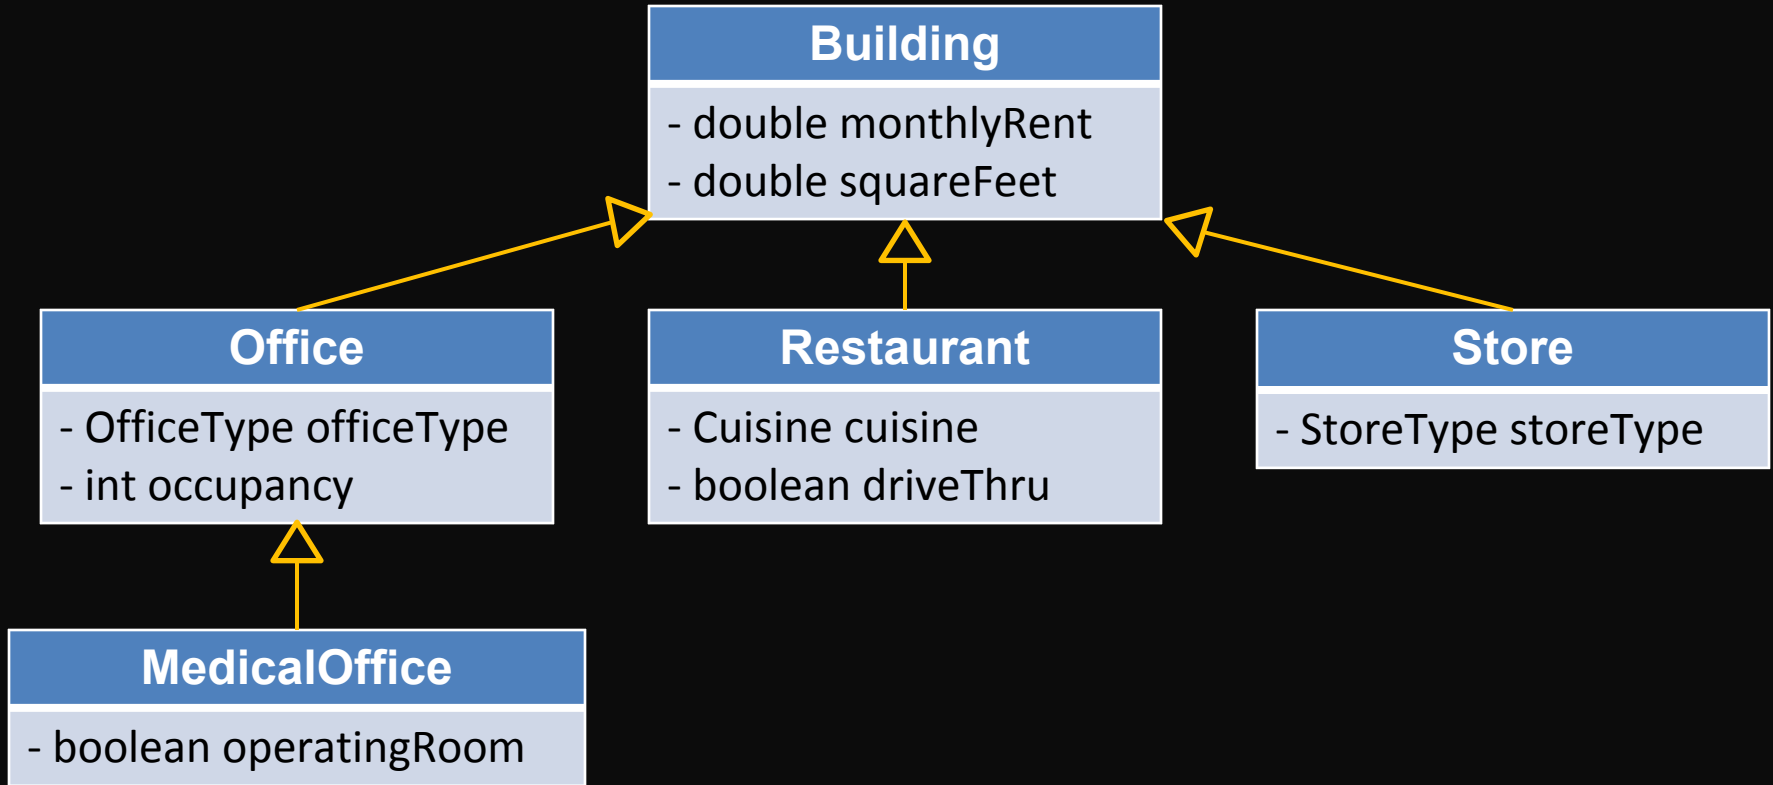 Building
- double monthlyRent
- double squareFeet
Office
- OfficeType officeType
- int occupancy
Restaurant
- Cuisine cuisine
- boolean driveThru
Store
- StoreType storeType
MedicalOffice
- boolean operatingRoom